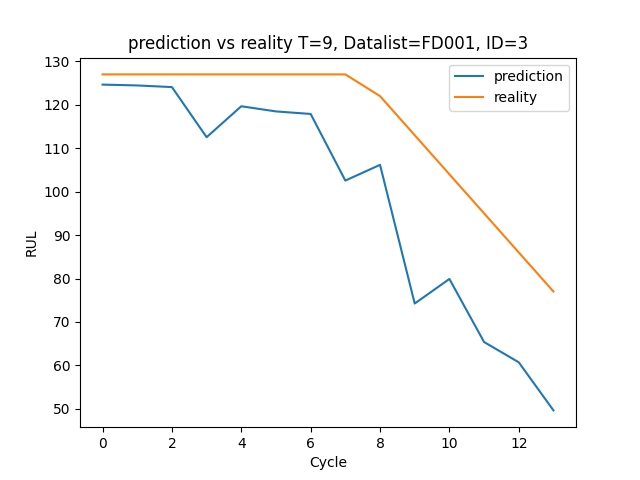 prediction vs reality T=9, Datalist=FD001, ID=3
prediction
reality
130
120
110
100
90
80
70
60
50
RUL
0 2 4 6 8 10 12
Cycle